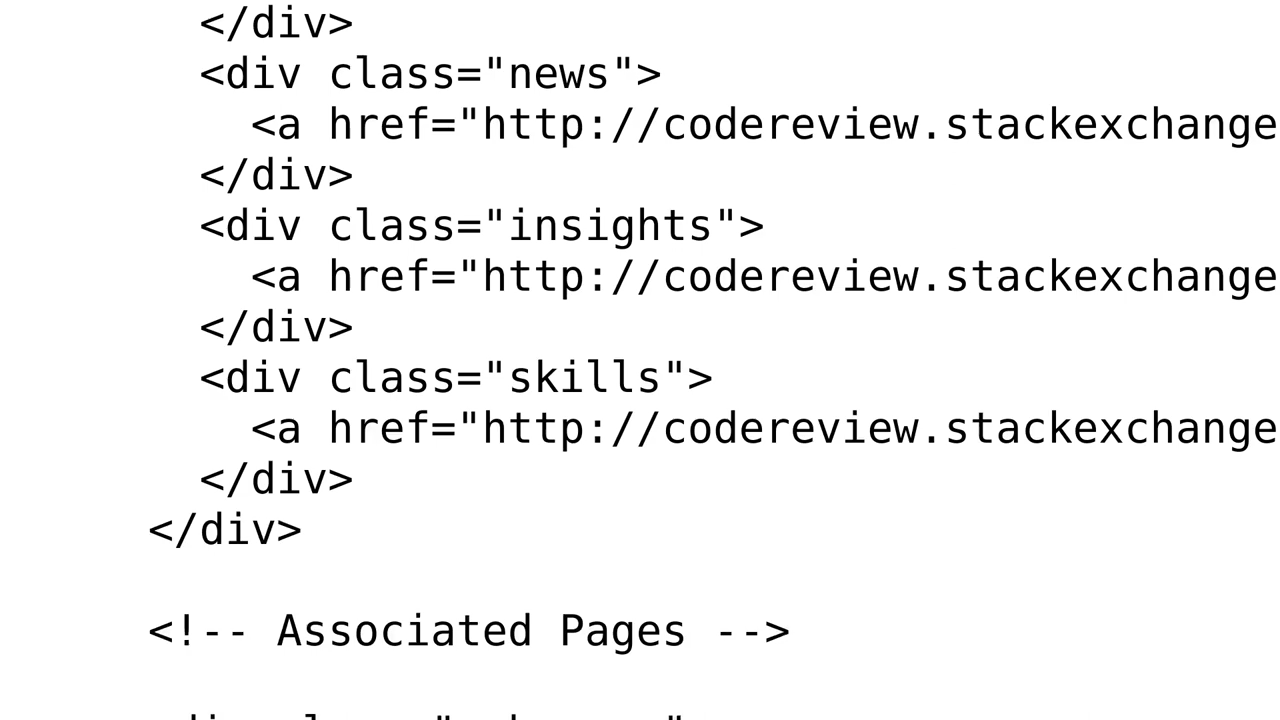 </div>
<div class="news">
<a href="http://codereview.stackexchange
</div>
<div class="insights">
<a href="http://codereview.stackexchange
</div>
<div class="skills">
<a href="http://codereview.stackexchange
</div>
</div>
<!-- Associated Pages -->